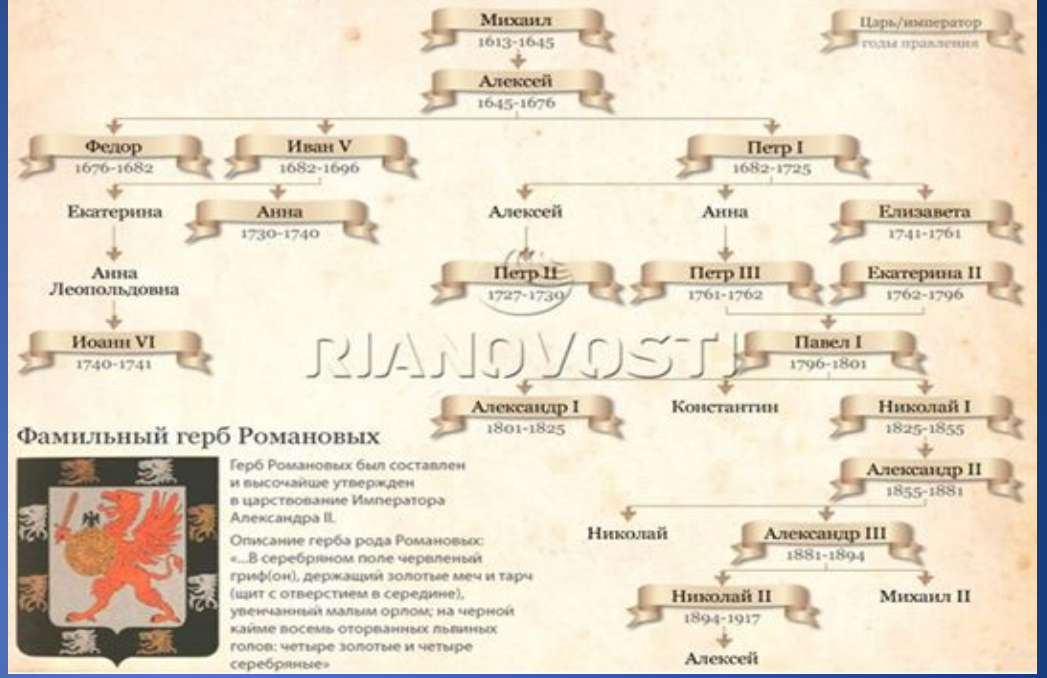 Михаил
1613-1645
Царь/император
годы правления
Алексей
1645-1676
Федор
1676-1682
Иван V
1682-1696
Петр I
1682-1725
Екатерина
Анна
1730-1740
Алексей
Анна
Елизавета
1741-1761
Анна
Леопольдовна
Петр II
1727-1730
Петр III
1761-1762
Екатерина II
1762-1796
Иоанн VI
1740-1741
RIANOVOSTI
Павел I
1796-1801
Александр I
1801-1825
Константин
Николай I
1825-1855
Александр II
1855-1881
Николай
Александр III
1881-1894
Николай II
1894-1917
Михаил II
Алексей
Фамильный герб Романовых
Герб Романовых был составлен
и высочайше утвержден
в царствование Императора
Александра II.
Описание герба рода Романовых:
«...В серебряном поле червленый
гриф(он), держащий золотые меч и тарч
(щит с отверстием в середине),
увенчанный малым орлом; на черной
кайме восемь оторванных львиных
голов: четыре золотые и четыре
серебряные»